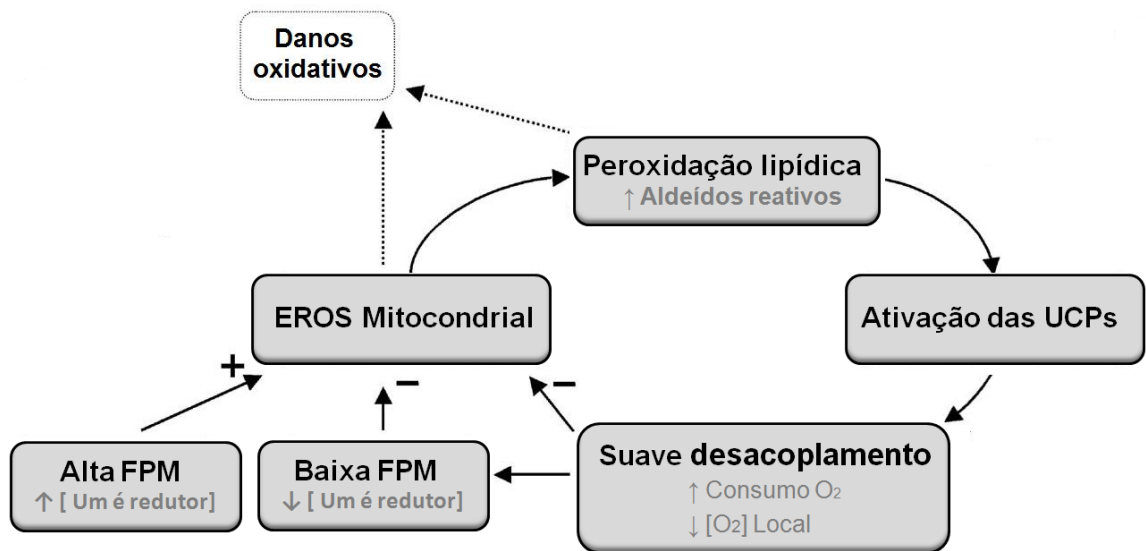 Danos
oxidativos
Peroxidação lipídica
↑ Aldeídos reativos
EROS Mitocondrial
Ativação das UCPs
+
−
−
Alta FPM
↑ [ Um é redutor]
Baixa FPM
↓ [ Um é redutor]
Suave desacoplamento
↑ Consumo O₂
↓ [O₂] Local